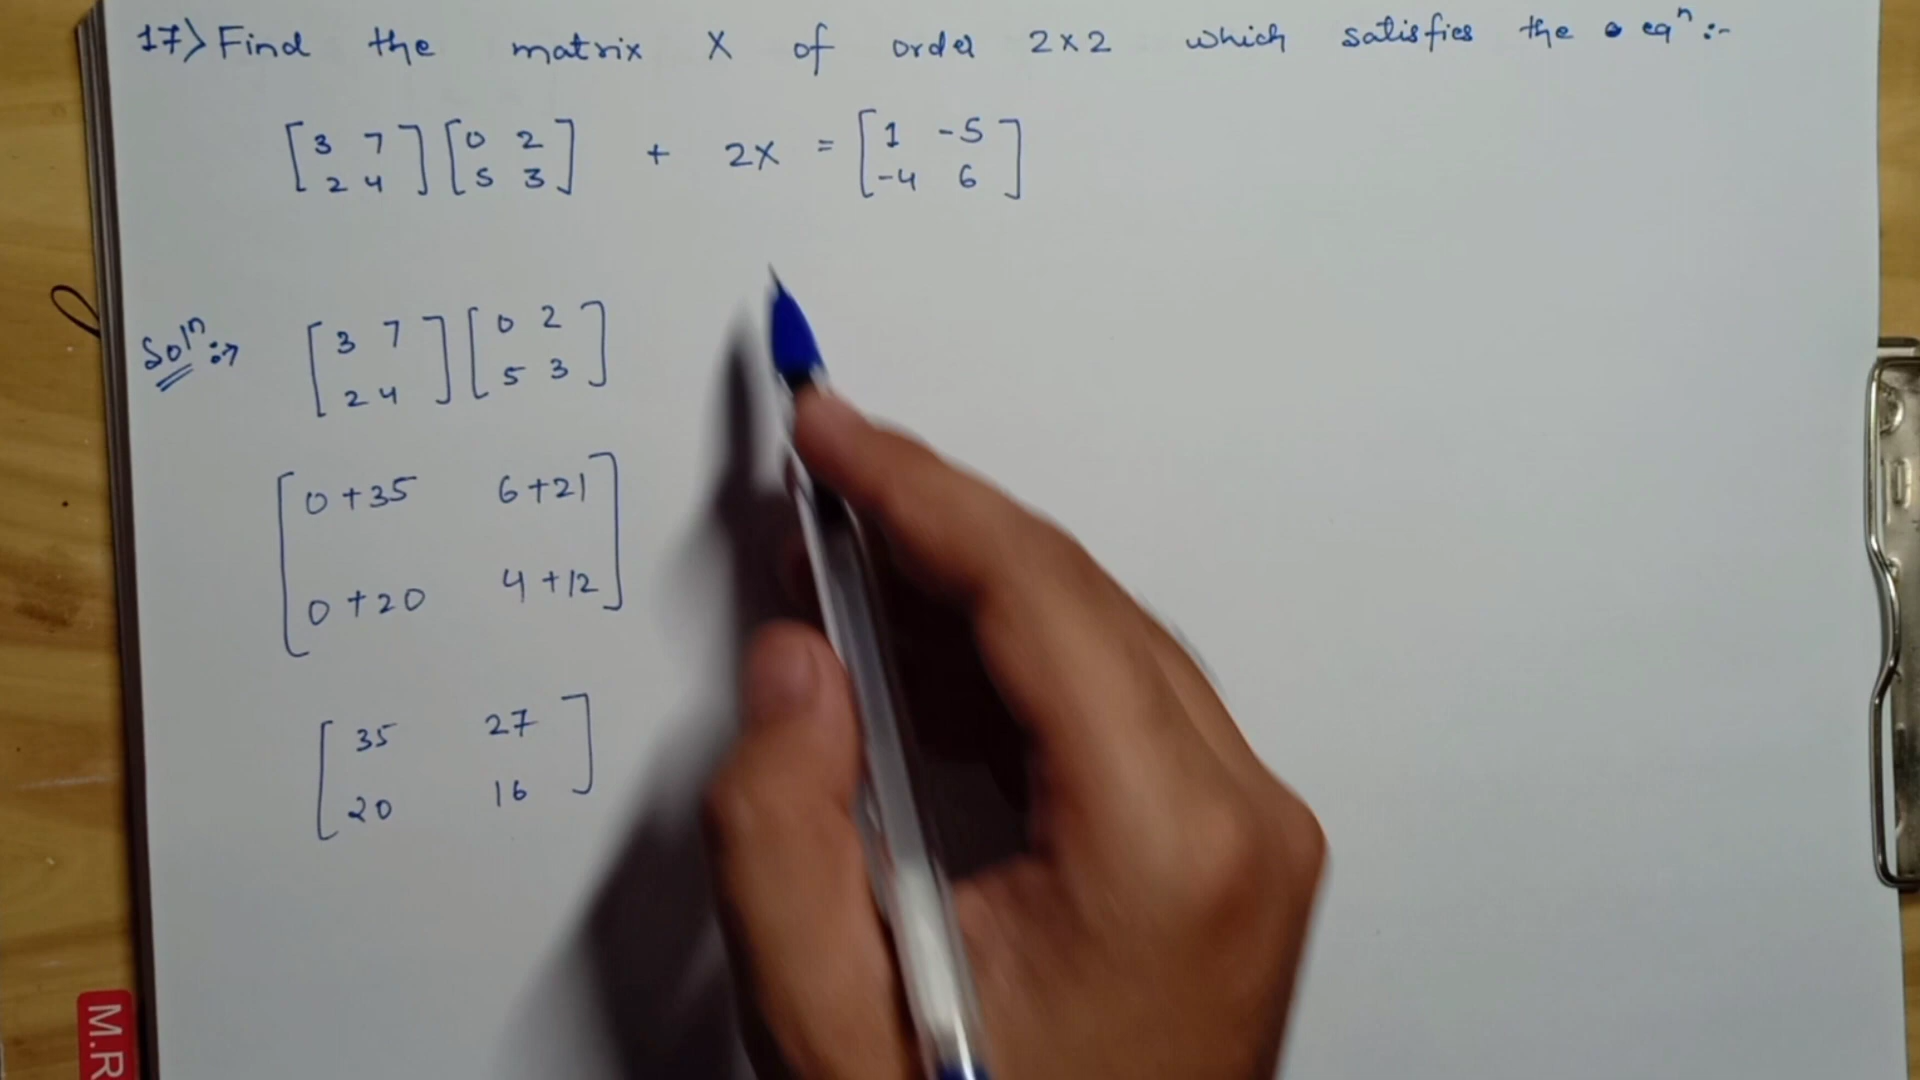 17) Find the matrix X of order 2×2 which satisfies the eqⁿ :-
[3 7] [0 2] + 2X = [1 -5]
[2 4] [5 3] [-4 6]
Solⁿ :→ [3 7] [0 2]
[2 4] [5 3]
[0+35 6+21]
[0+20 4+12]
[35 27]
[20 16]
M.R